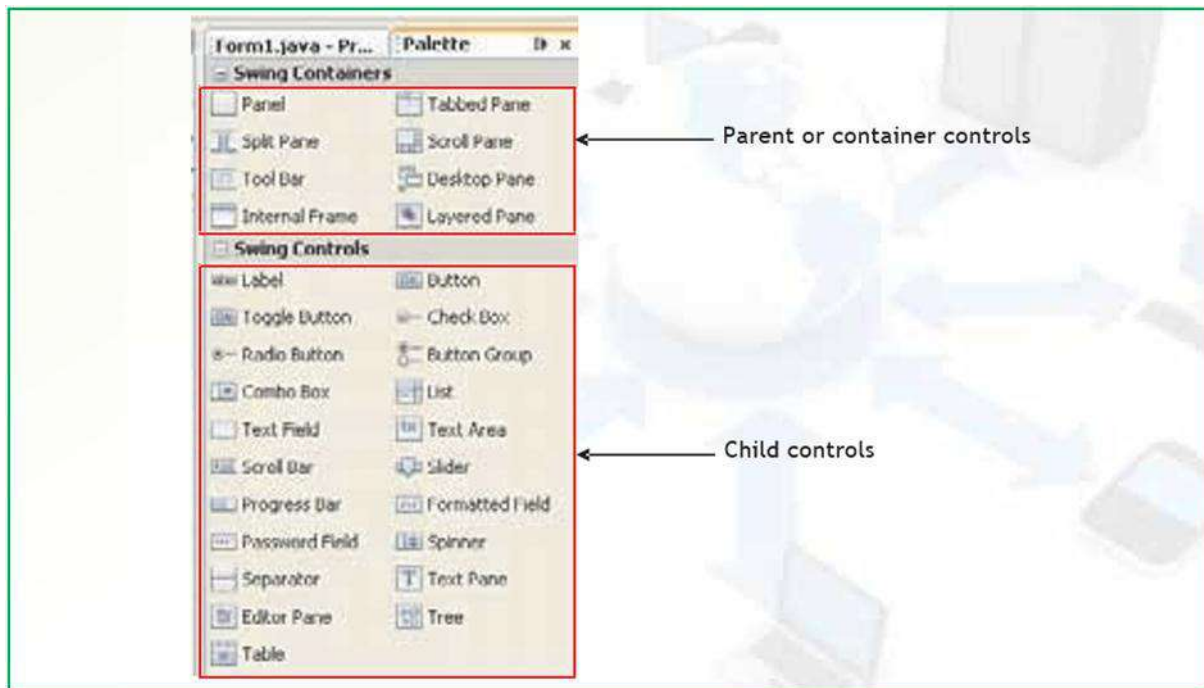 Form1.java - Pr... Palette
Swing Containers
Panel Tabbed Pane
Split Pane Scroll Pane
Tool Bar Desktop Pane
Internal Frame Layered Pane
Parent or container controls
Swing Controls
Label Button
Toggle Button Check Box
Radio Button Button Group
Combo Box List
Text Field Text Area
Scroll Bar Slider
Progress Bar Formatted Field
Password Field Spinner
Separator Text Pane
Editor Pane Tree
Table
Child controls